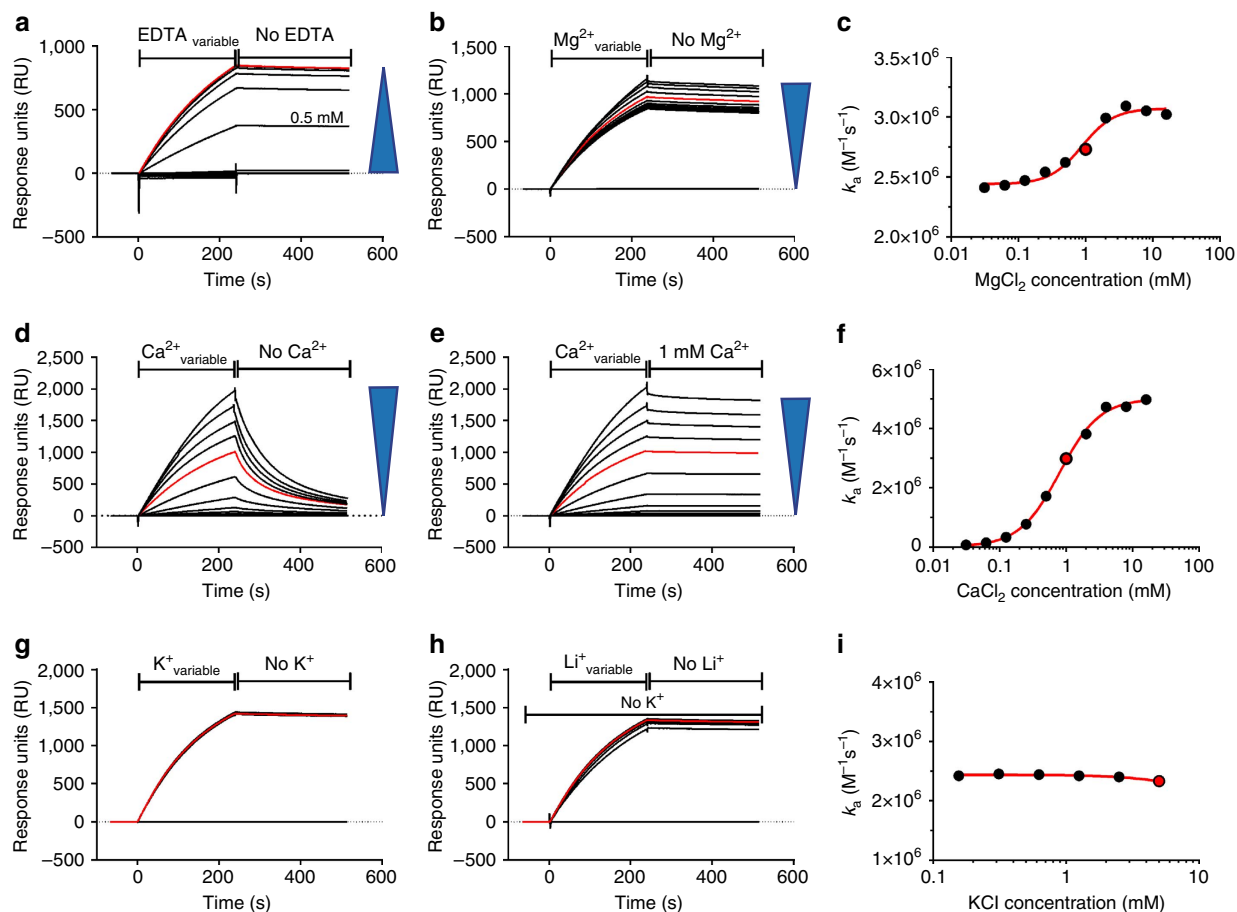 a
EDTA variable No EDTA
1,000
500
0
−500
Response units (RU)
0.5 mM
0 200 400 600
Time (s)
b
Mg2+variable No Mg2+
1,500
1,000
500
0
−500
Response units (RU)
0 200 400 600
Time (s)
c
3.5×10^6
3.0×10^6
2.5×10^6
2.0×10^6
ka (M−1s−1)
0.1 1 10 100
MgCl2 concentration (mM)
d
Ca2+variable No Ca2+
2,500
2,000
1,500
1,000
500
0
−500
Response units (RU)
0 200 400 600
Time (s)
e
Ca2+variable 1 mM Ca2+
2,500
2,000
1,500
1,000
500
0
−500
Response units (RU)
0 200 400 600
Time (s)
f
6×10^6
4×10^6
2×10^6
0
ka (M−1s−1)
0.01 0.1 1 10 100
CaCl2 concentration (mM)
g
K+variable No K+
2,000
1,500
1,000
500
0
−500
Response units (RU)
0 200 400 600
Time (s)
h
Li+variable No Li+
No K+
2,000
1,500
1,000
500
0
−500
Response units (RU)
0 200 400 600
Time (s)
i
4×10^6
3×10^6
2×10^6
1×10^6
ka (M−1s−1)
0.1 1 10
KCl concentration (mM)